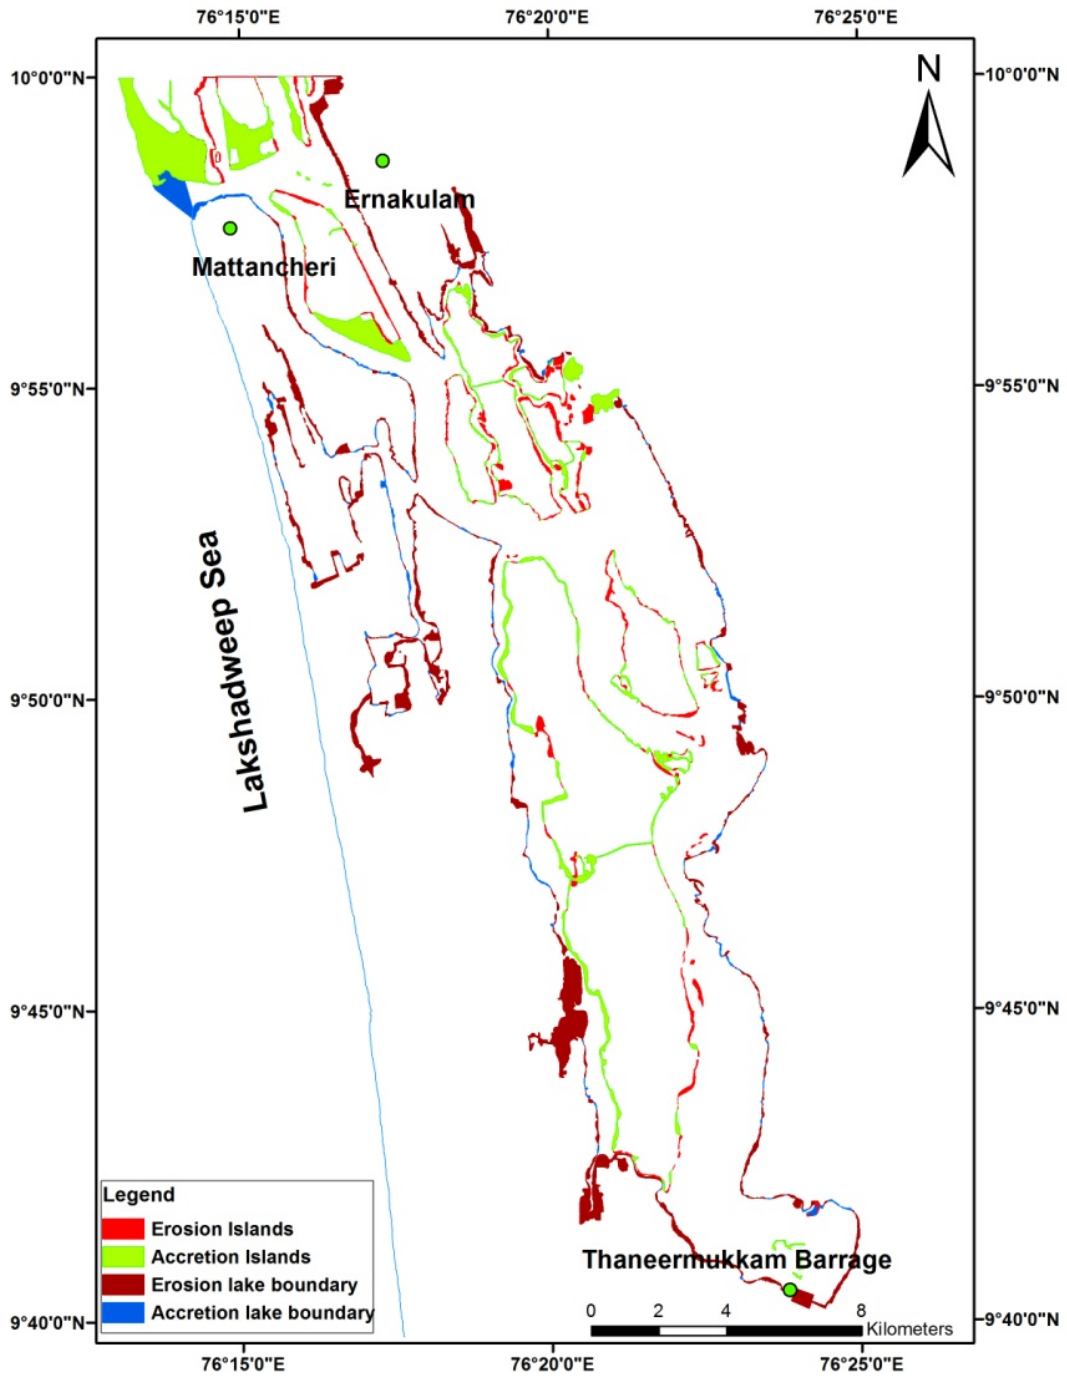 76°15'0"E
76°20'0"E
76°25'0"E
10°0'0"N
10°0'0"N
N
Ernakulam
Mattancheri
9°55'0"N
9°55'0"N
Lakshadweep Sea
9°50'0"N
9°50'0"N
9°45'0"N
9°45'0"N
Legend
Erosion Islands
Accretion Islands
Erosion lake boundary
Accretion lake boundary
Thaneermukkam Barrage
0 2 4 8
Kilometers
9°40'0"N
9°40'0"N
76°15'0"E
76°20'0"E
76°25'0"E